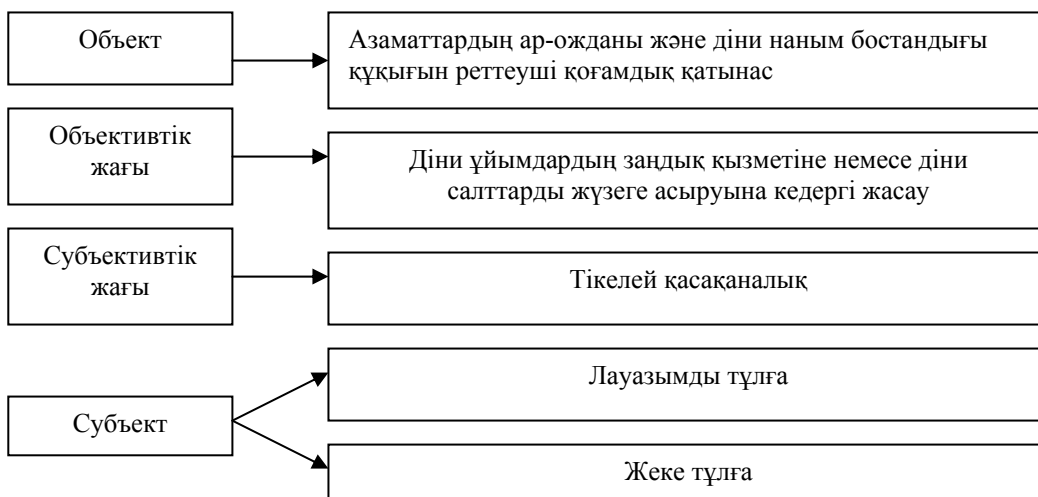 Объект
Азаматтардың ар-ожданы және діни наным бостандығы
құқығын реттеуші қоғамдық қатынас
Объективтік
жағы
Діни ұйымдардың заңдық қызметіне немесе діни
салттарды жүзеге асыруына кедергі жасау
Субъективтік
жағы
Тікелей қасақаналық
Субъект
Лауазымды тұлға
Жеке тұлға